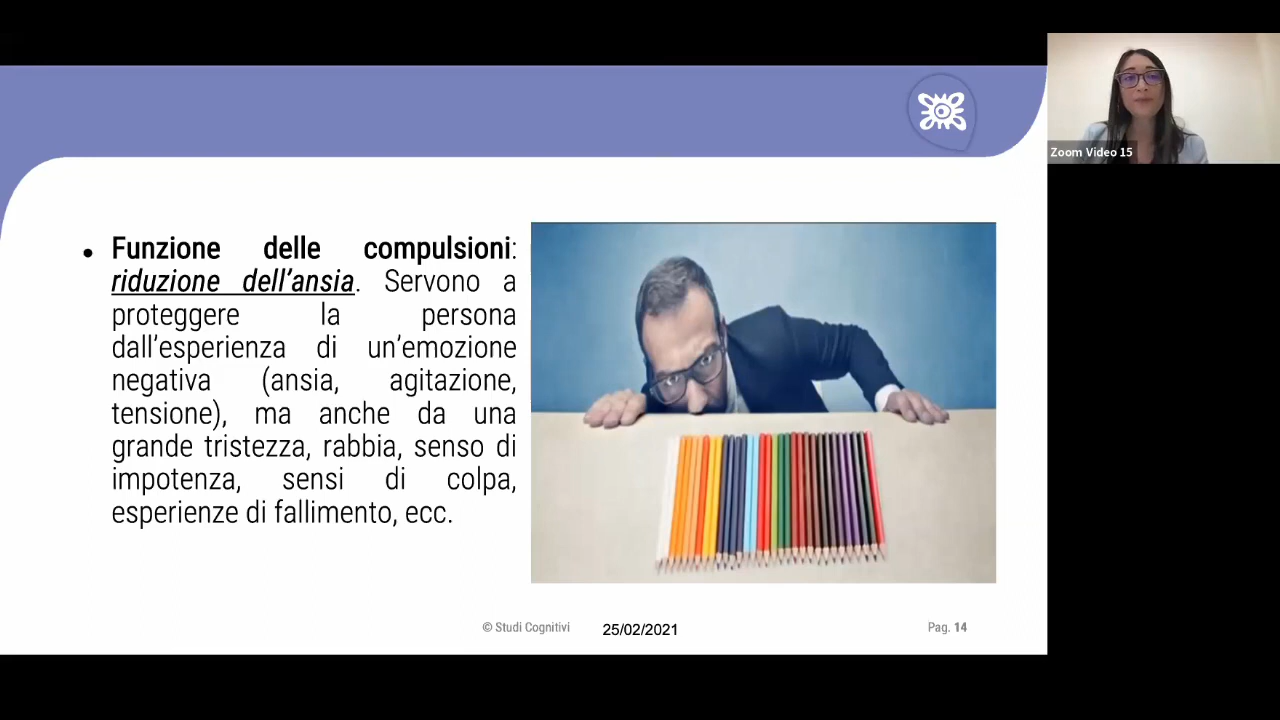 Zoom Video 15
• Funzione delle compulsioni:
riduzione dell’ansia. Servono a
proteggere la persona
dall’esperienza di un’emozione
negativa (ansia, agitazione,
tensione), ma anche da una
grande tristezza, rabbia, senso di
impotenza, sensi di colpa,
esperienze di fallimento, ecc.
© Studi Cognitivi
25/02/2021
Pag. 14